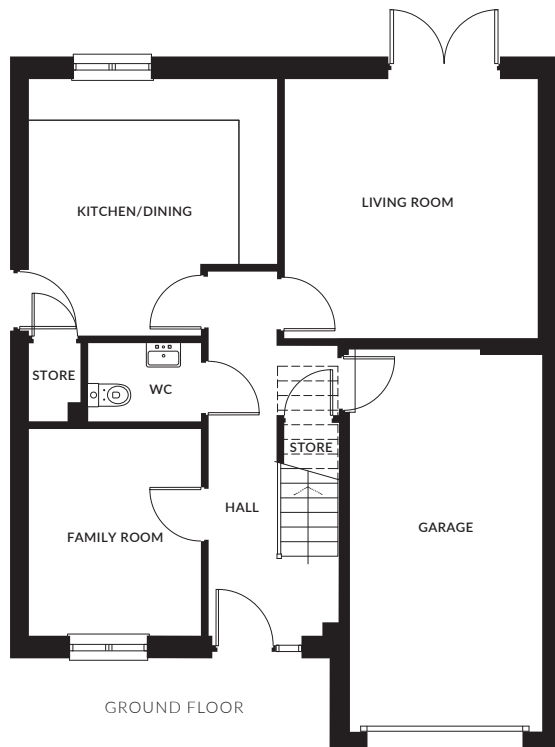 KITCHEN/DINING
LIVING ROOM
STORE
WC
STORE
HALL
FAMILY ROOM
GARAGE
GROUND FLOOR